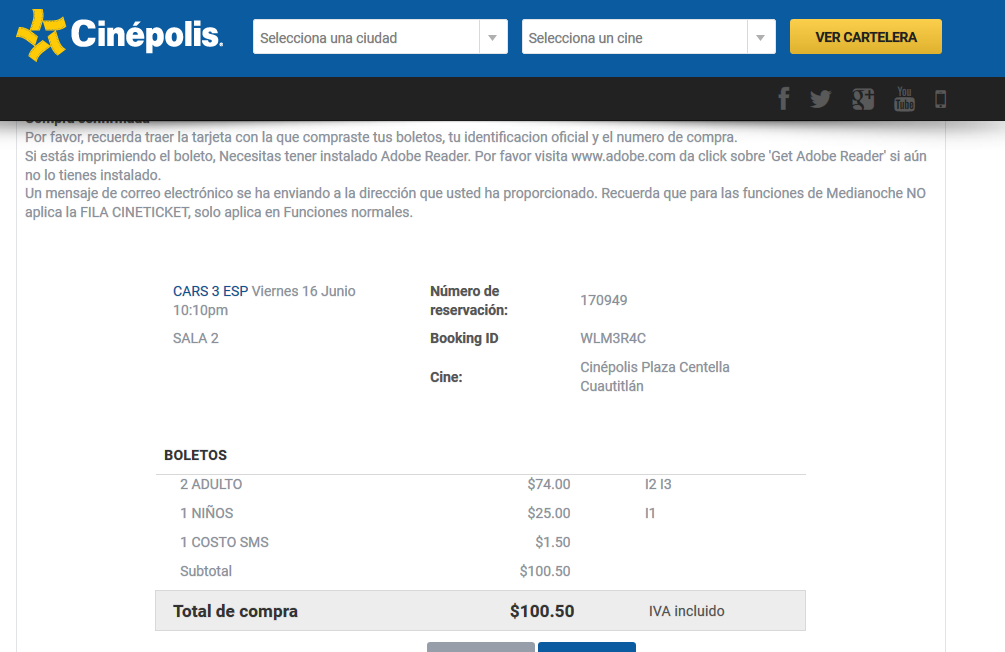 Cinépolis.
Selecciona una ciudad
Selecciona un cine
VER CARTELERA
You
Tube
Compra confirmada
Por favor, recuerda traer la tarjeta con la que compraste tus boletos, tu identificacion oficial y el numero de compra.
Si estás imprimiendo el boleto, Necesitas tener instalado Adobe Reader. Por favor visita www.adobe.com da click sobre 'Get Adobe Reader' si aún
no lo tienes instalado.
Un mensaje de correo electrónico se ha enviando a la dirección que usted ha proporcionado. Recuerda que para las funciones de Medianoche NO
aplica la FILA CINETICKET, solo aplica en Funciones normales.
CARS 3 ESP Viernes 16 Junio
10:10pm
SALA 2
Número de
reservación:
170949
Booking ID
WLM3R4C
Cine:
Cinépolis Plaza Centella
Cuautitlán
BOLETOS
2 ADULTO $74.00 I2 I3
1 NIÑOS $25.00 I1
1 COSTO SMS $1.50
Subtotal $100.50
Total de compra $100.50 IVA incluido